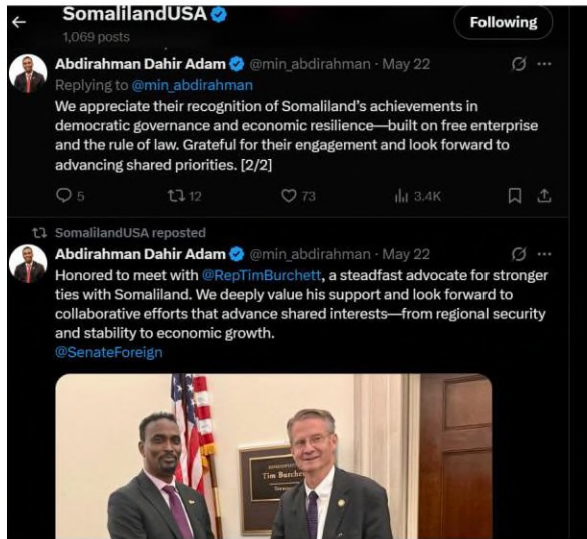 SomalilandUSA
Following
1,069 posts
Abdirahman Dahir Adam @min_abdirahman · May 22
Replying to @min_abdirahman
We appreciate their recognition of Somaliland’s achievements in
democratic governance and economic resilience—built on free enterprise
and the rule of law. Grateful for their engagement and look forward to
advancing shared priorities. [2/2]
5 12 73 3.4K
SomalilandUSA reposted
Abdirahman Dahir Adam @min_abdirahman · May 22
Honored to meet with @RepTimBurchett, a steadfast advocate for stronger
ties with Somaliland. We deeply value his support and look forward to
collaborative efforts that advance shared interests—from regional security
and stability to economic growth.
@SenateForeign
Tim Burchett